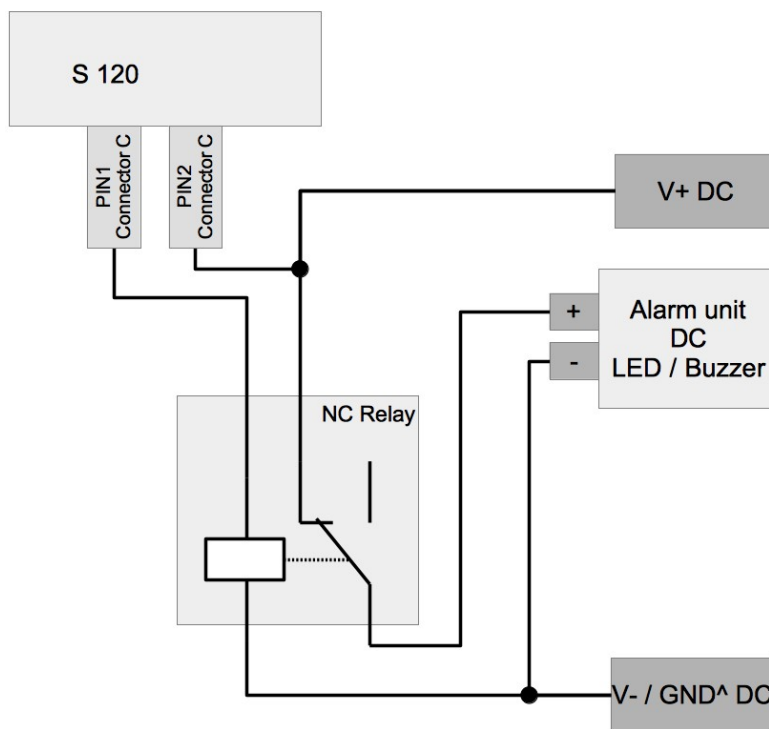 S 120
PIN1
Connector C
PIN2
Connector C
V+ DC
+
Alarm unit
DC
LED / Buzzer
-
NC Relay
V- / GND^ DC